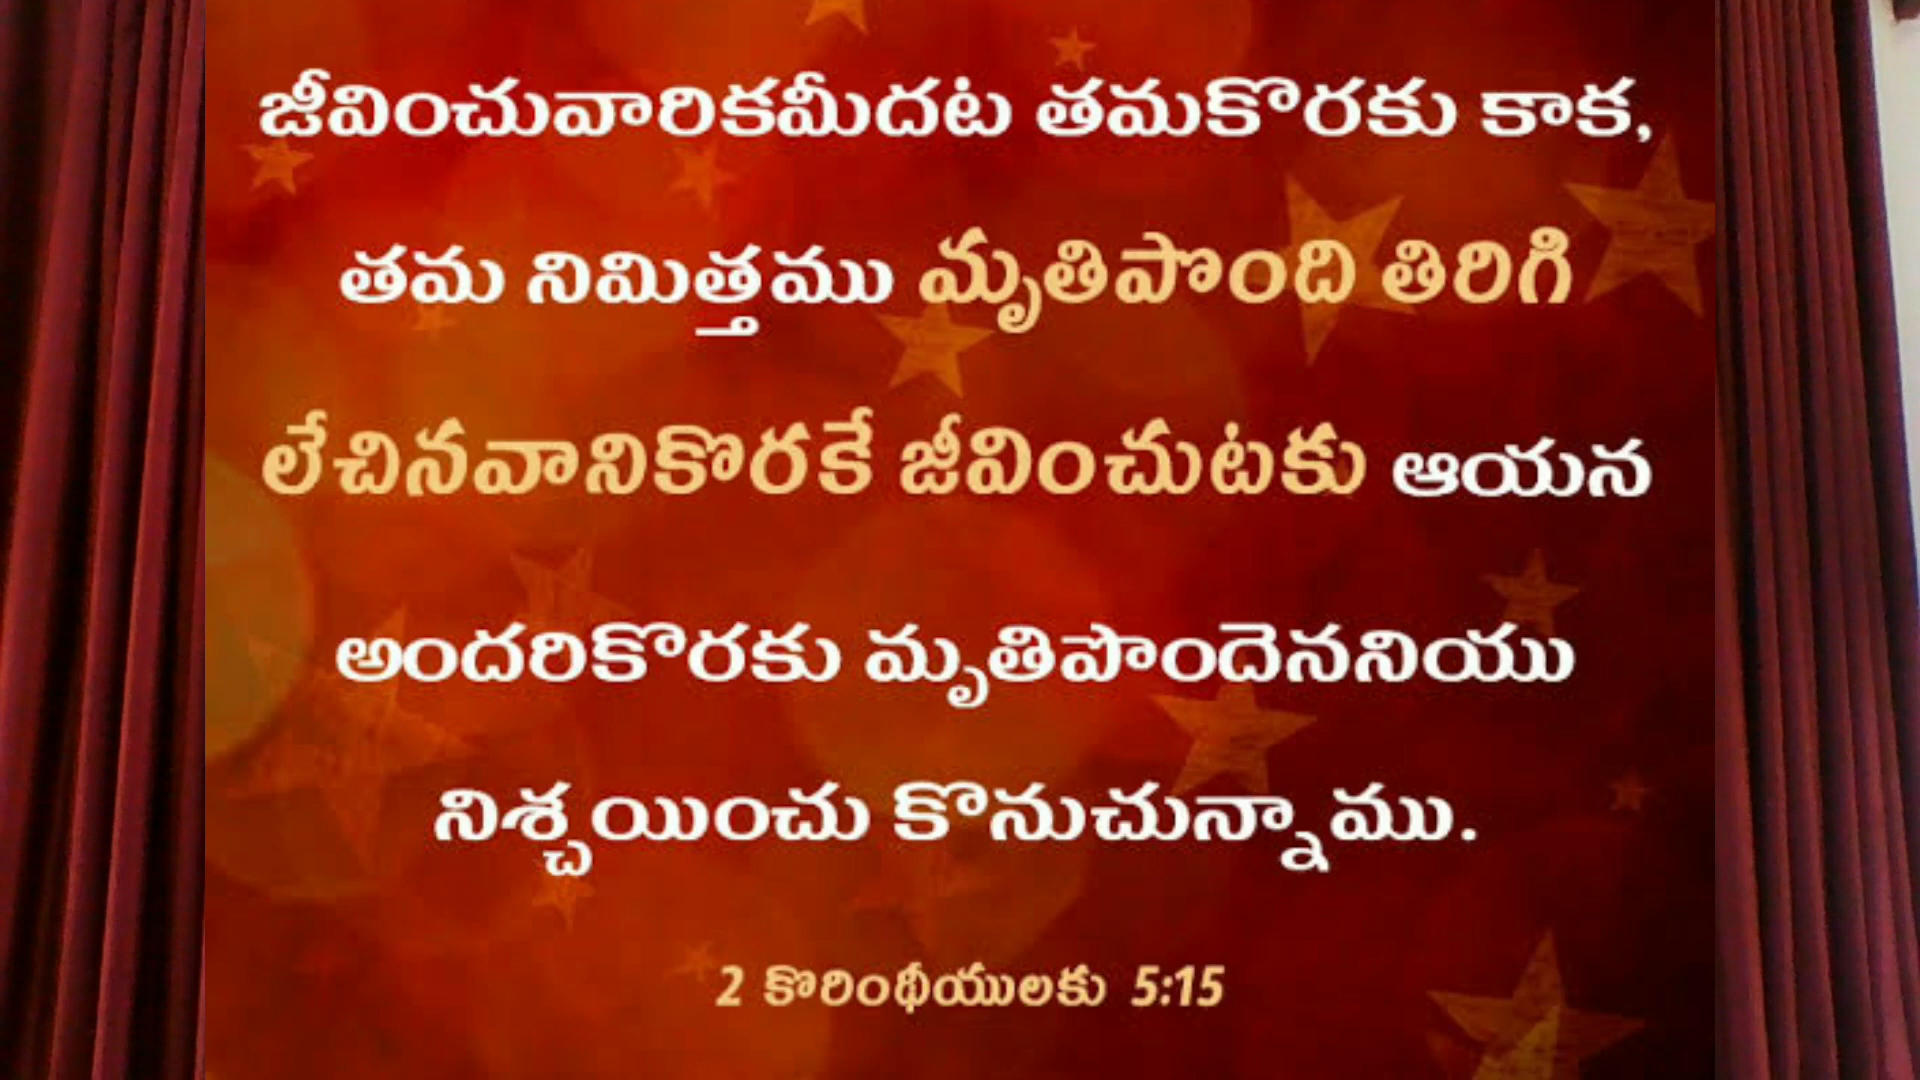 జీవించువారికమీదట తమకొరకు కాక,
తమ నిమిత్తము మృతిపొంది తిరిగి
లేచినవానికొరకే జీవించుటకు ఆయన
అందరికొరకు మృతిపొందెననియు
నిశ్చయించు కొనుచున్నాము.
2 కొరింథీయులకు 5:15